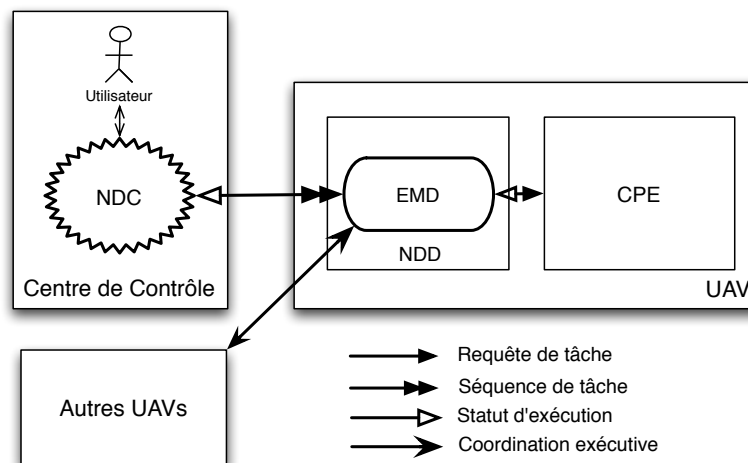 Utilisateur
NDC
Centre de Contrôle
EMD
NDD
CPE
UAV
Autres UAVs
Requête de tâche
Séquence de tâche
Statut d'exécution
Coordination exécutive